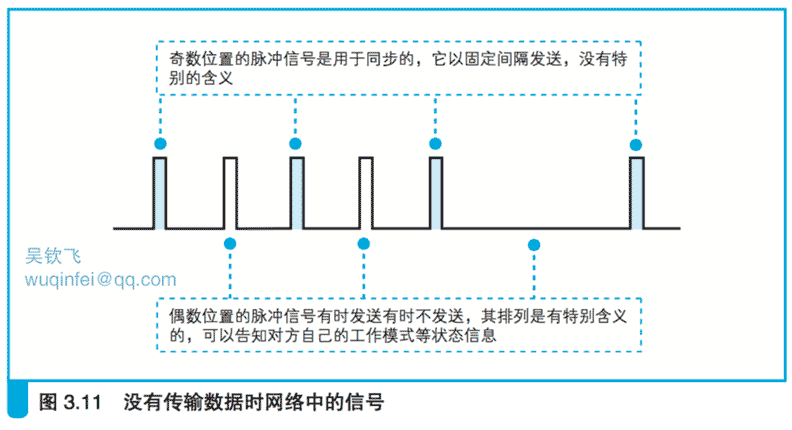 奇数位置的脉冲信号是用于同步的，它以固定间隔发送，没有特
别的含义
吴钦飞
wuqinfei@qq.com
偶数位置的脉冲信号有时发送有时不发送，其排列是有特别含义
的，可以告知对方自己的工作模式等状态信息
图 3.11 没有传输数据时网络中的信号